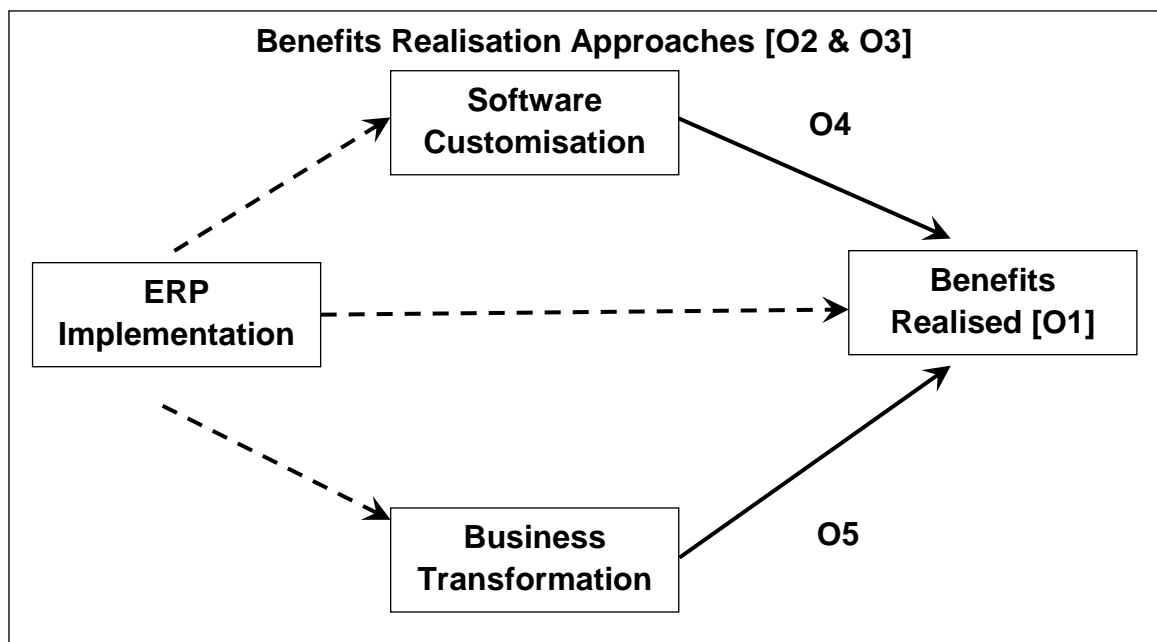 Benefits Realisation Approaches [O2 & O3]
Software
Customisation
O4
ERP
Implementation
Benefits
Realised [O1]
Business
Transformation
O5